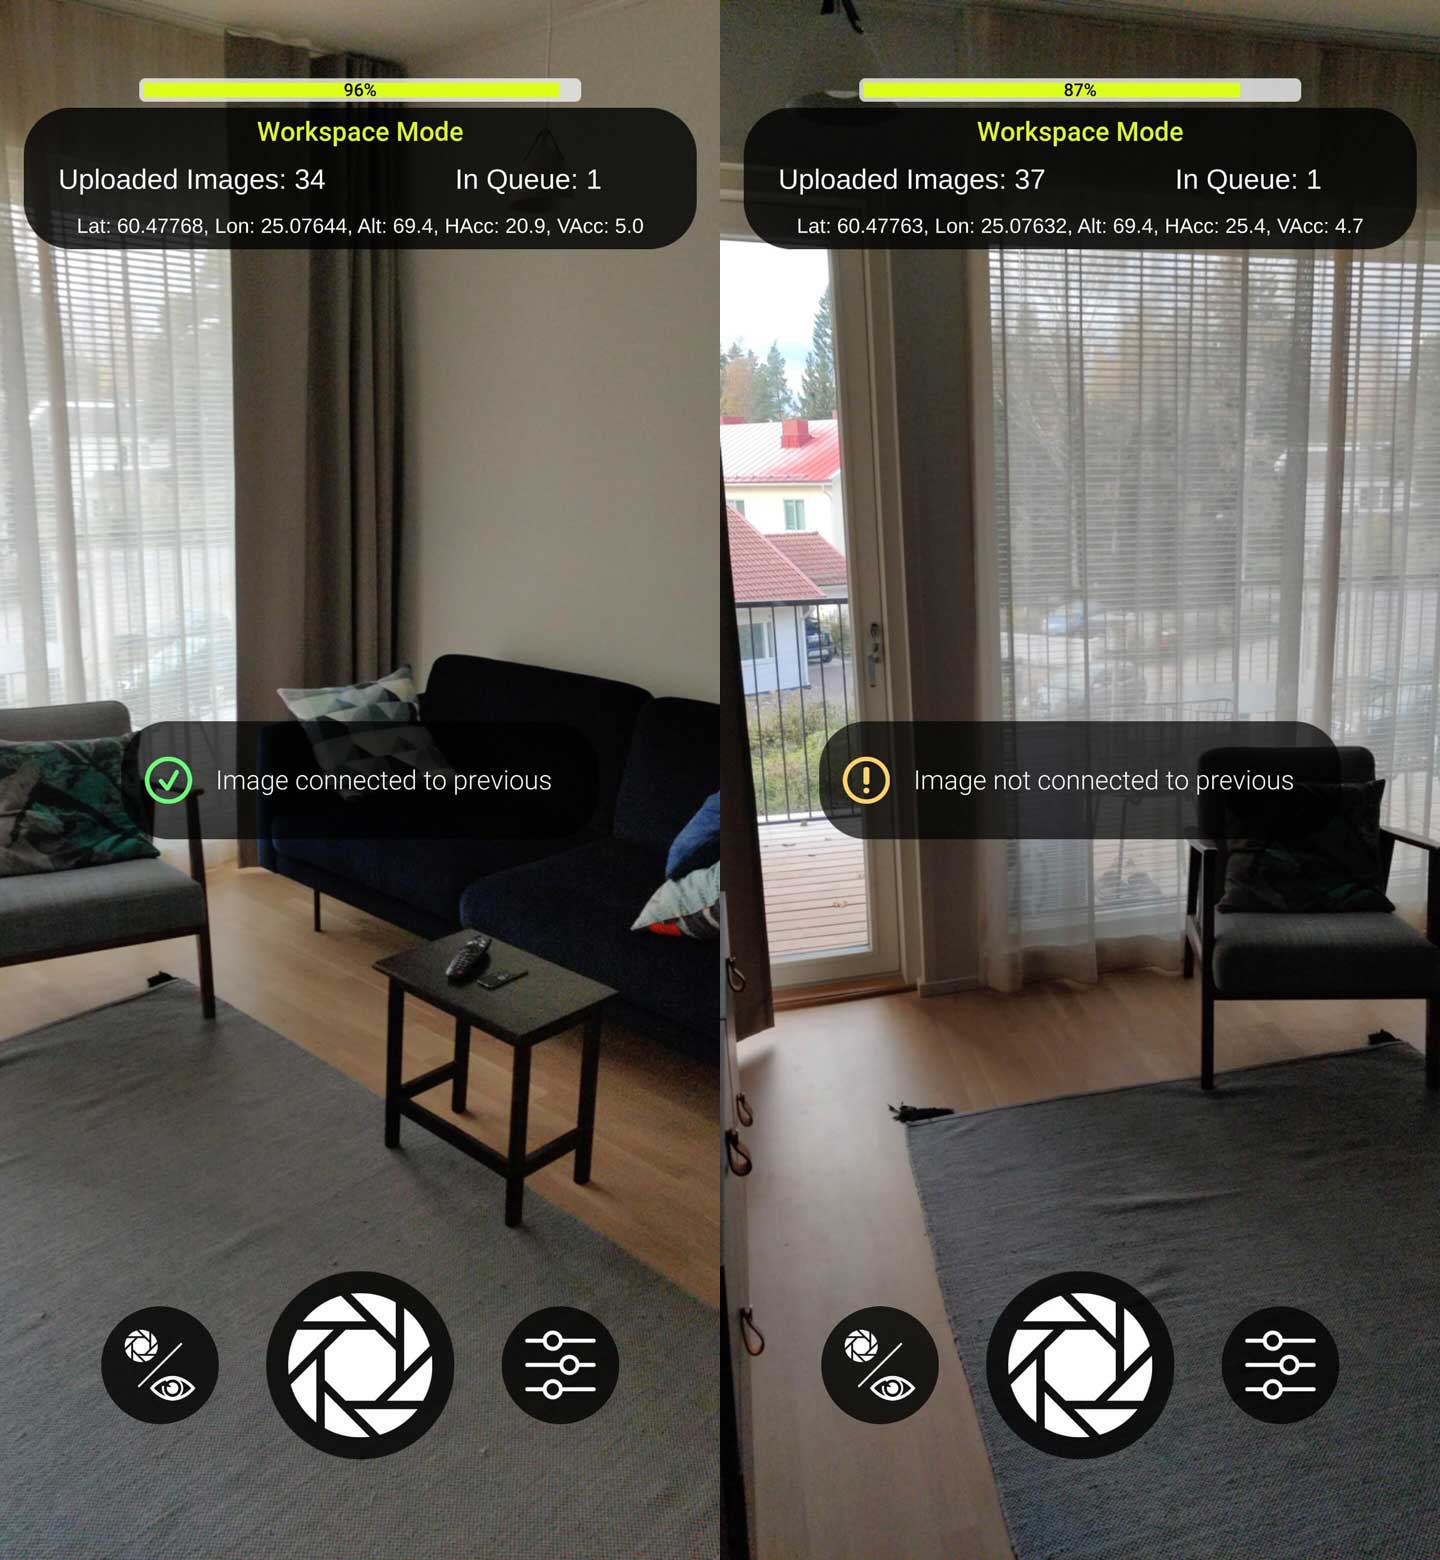 96%
Workspace Mode
Uploaded Images: 34 In Queue: 1
Lat: 60.47768, Lon: 25.07644, Alt: 69.4, HAcc: 20.9, VAcc: 5.0
Image connected to previous
87%
Workspace Mode
Uploaded Images: 37 In Queue: 1
Lat: 60.47763, Lon: 25.07632, Alt: 69.4, HAcc: 25.4, VAcc: 4.7
Image not connected to previous